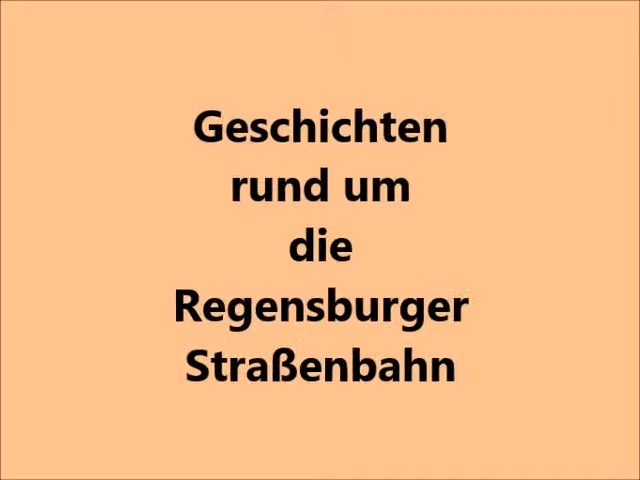 Geschichten
rund um
die
Regensburger
Straßenbahn